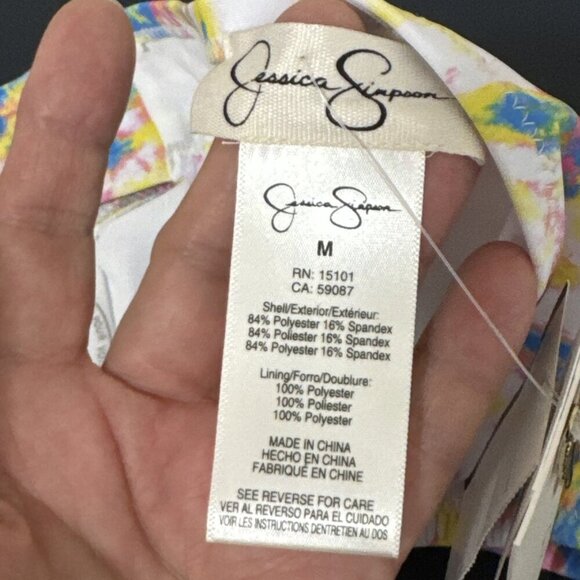 Jessica Simpson
Jessica Simpson
M
RN: 15101
CA: 59087
Shell/Exterior/Extérieur:
84% Polyester 16% Spandex
84% Poliester 16% Spandex
84% Polyester 16% Spandex
Lining/Forro/Doublure:
100% Polyester
100% Poliester
100% Polyester
MADE IN CHINA
HECHO EN CHINA
FABRIQUÉ EN CHINE
SEE REVERSE FOR CARE
VER AL REVERSO PARA EL CUIDADO
VOIR LES INSTRUCTIONS D'ENTRETIEN AU DOS